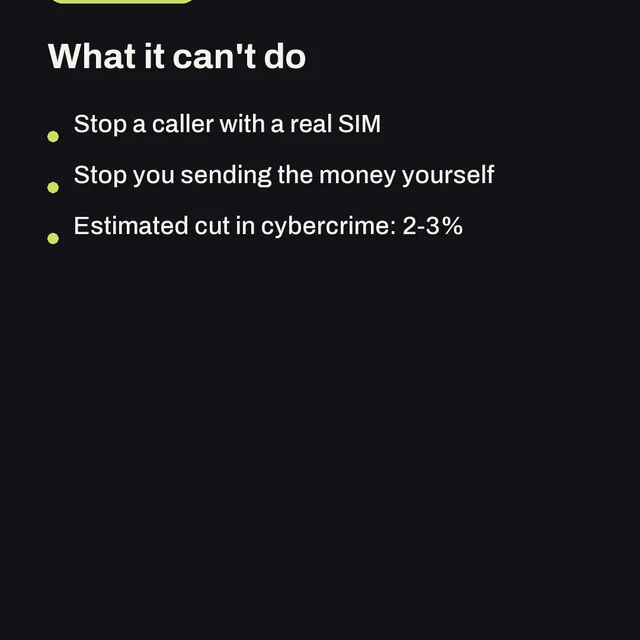 What it can't do
Stop a caller with a real SIM
Stop you sending the money yourself
Estimated cut in cybercrime: 2-3%